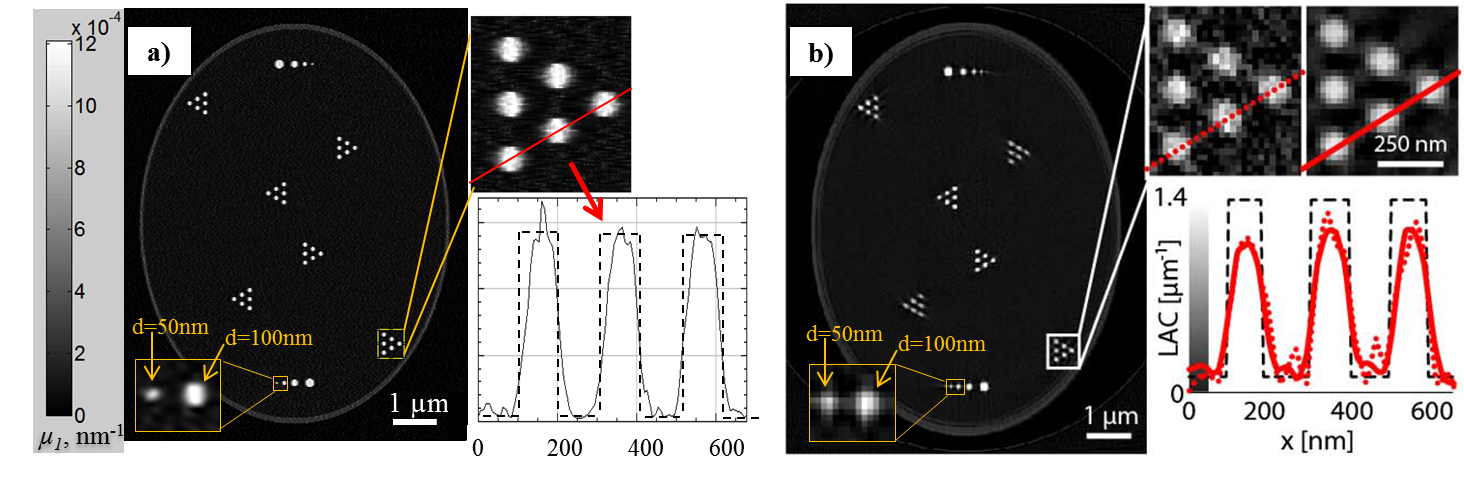 x 10⁻⁴
12
10
8
6
4
2
0
μ₁, nm⁻¹
a)
d=50nm
d=100nm
1 μm
0 200 400 600
b)
d=50nm
d=100nm
1 μm
250 nm
1.4
LAC [μm⁻¹]
0
0 200 400 600
x [nm]